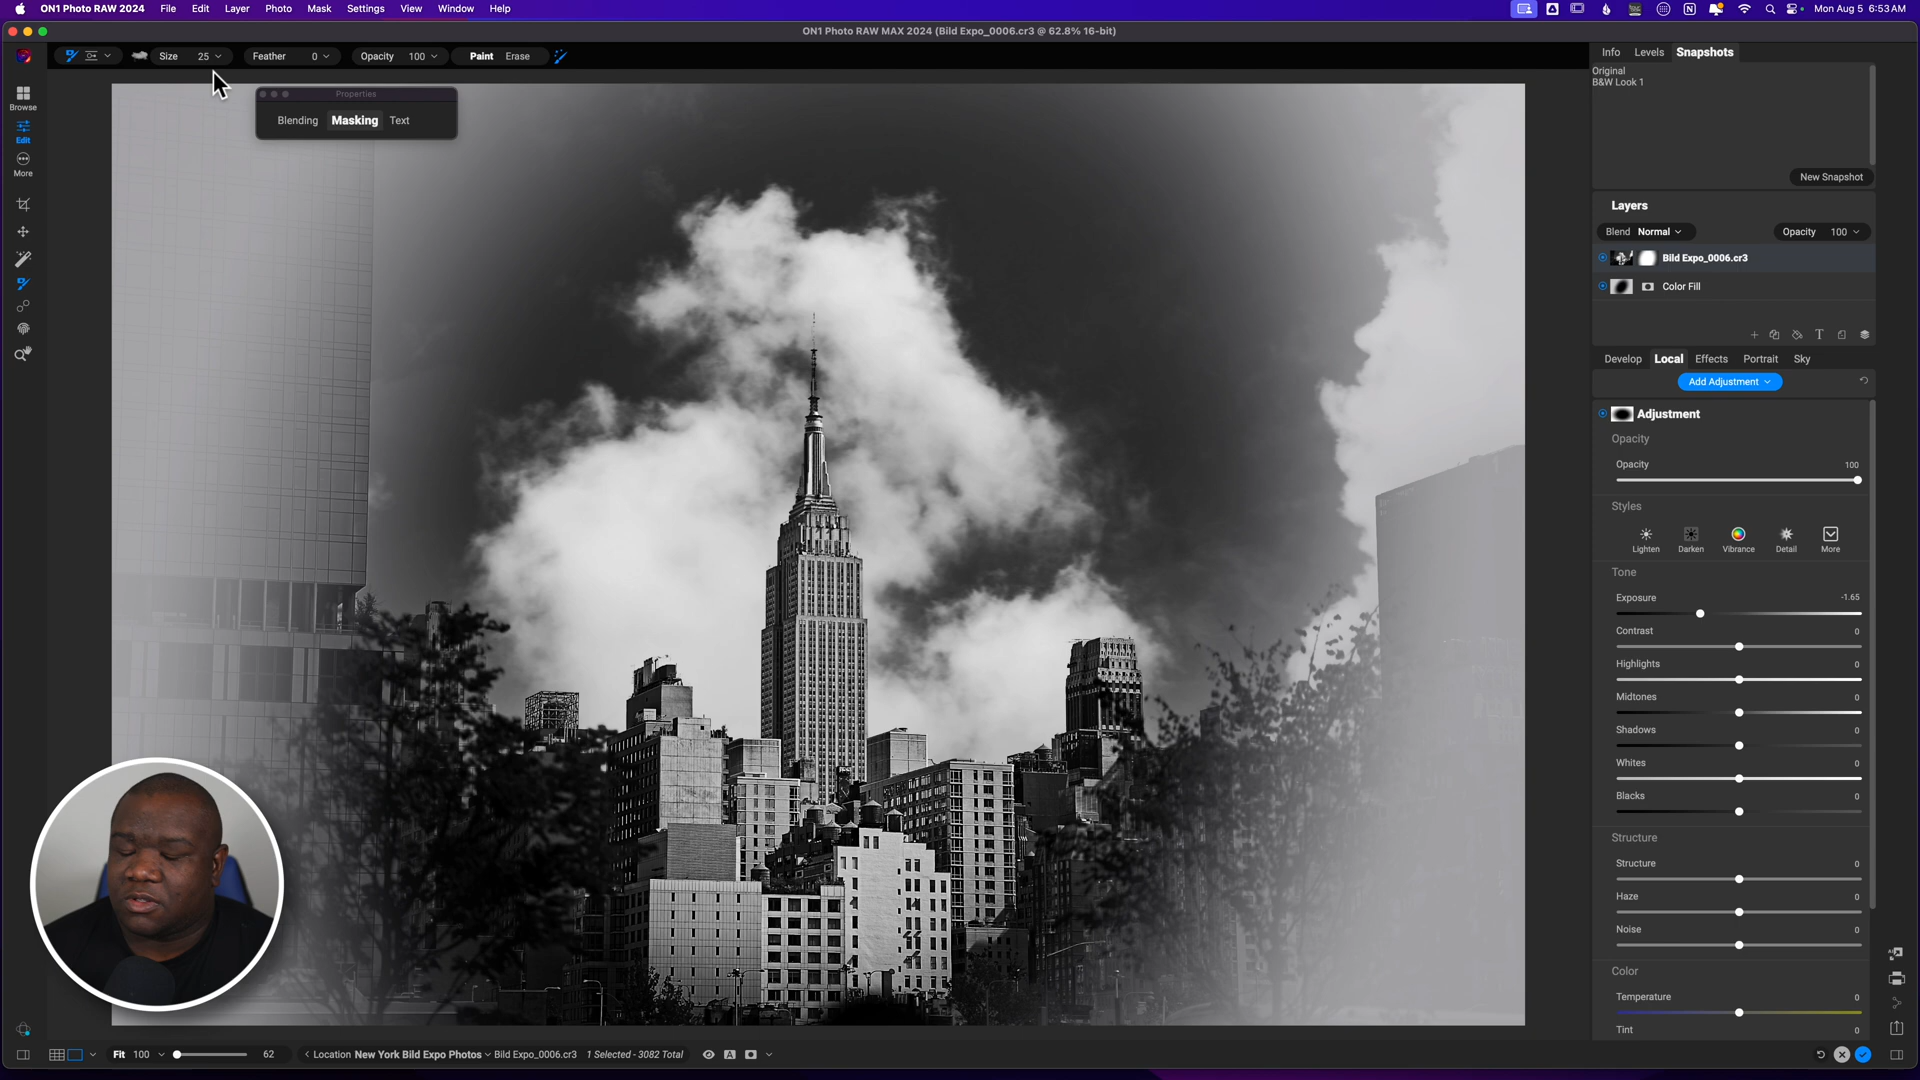 ON1 Photo RAW 2024 File Edit Layer Photo Mask Settings View Window Help
Mon Aug 5 6:53 AM
ON1 Photo RAW MAX 2024 (Bild Expo_0006.cr3 @ 62.8% 16-bit)
Size 25 Feather 0 Opacity 100 Paint Erase
Properties
Blending Masking Text
Browse
Edit
More
Info Levels Snapshots
Original
B&W Look 1
New Snapshot
Layers
Blend Normal Opacity 100
Bild Expo_0006.cr3
Color Fill
Develop Local Effects Portrait Sky
Add Adjustment
Adjustment
Opacity
Opacity 100
Styles
Lighten Darken Vibrance Detail More
Tone
Exposure -1.65
Contrast 0
Highlights 0
Midtones 0
Shadows 0
Whites 0
Blacks 0
Structure
Structure 0
Haze 0
Noise 0
Color
Temperature 0
Tint 0
Fit 100 62 Location New York Bild Expo Photos Bild Expo_0006.cr3 1 Selected - 3082 Total A